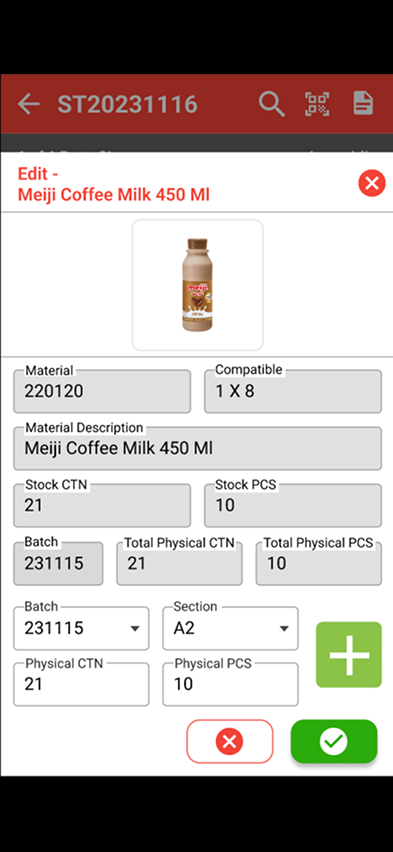 ST20231116
Edit -
Meiji Coffee Milk 450 Ml
meiji
Material
220120
Compatible
1 X 8
Material Description
Meiji Coffee Milk 450 Ml
Stock CTN
21
Stock PCS
10
Batch
231115
Total Physical CTN
21
Total Physical PCS
10
Batch
231115
Section
A2
Physical CTN
21
Physical PCS
10